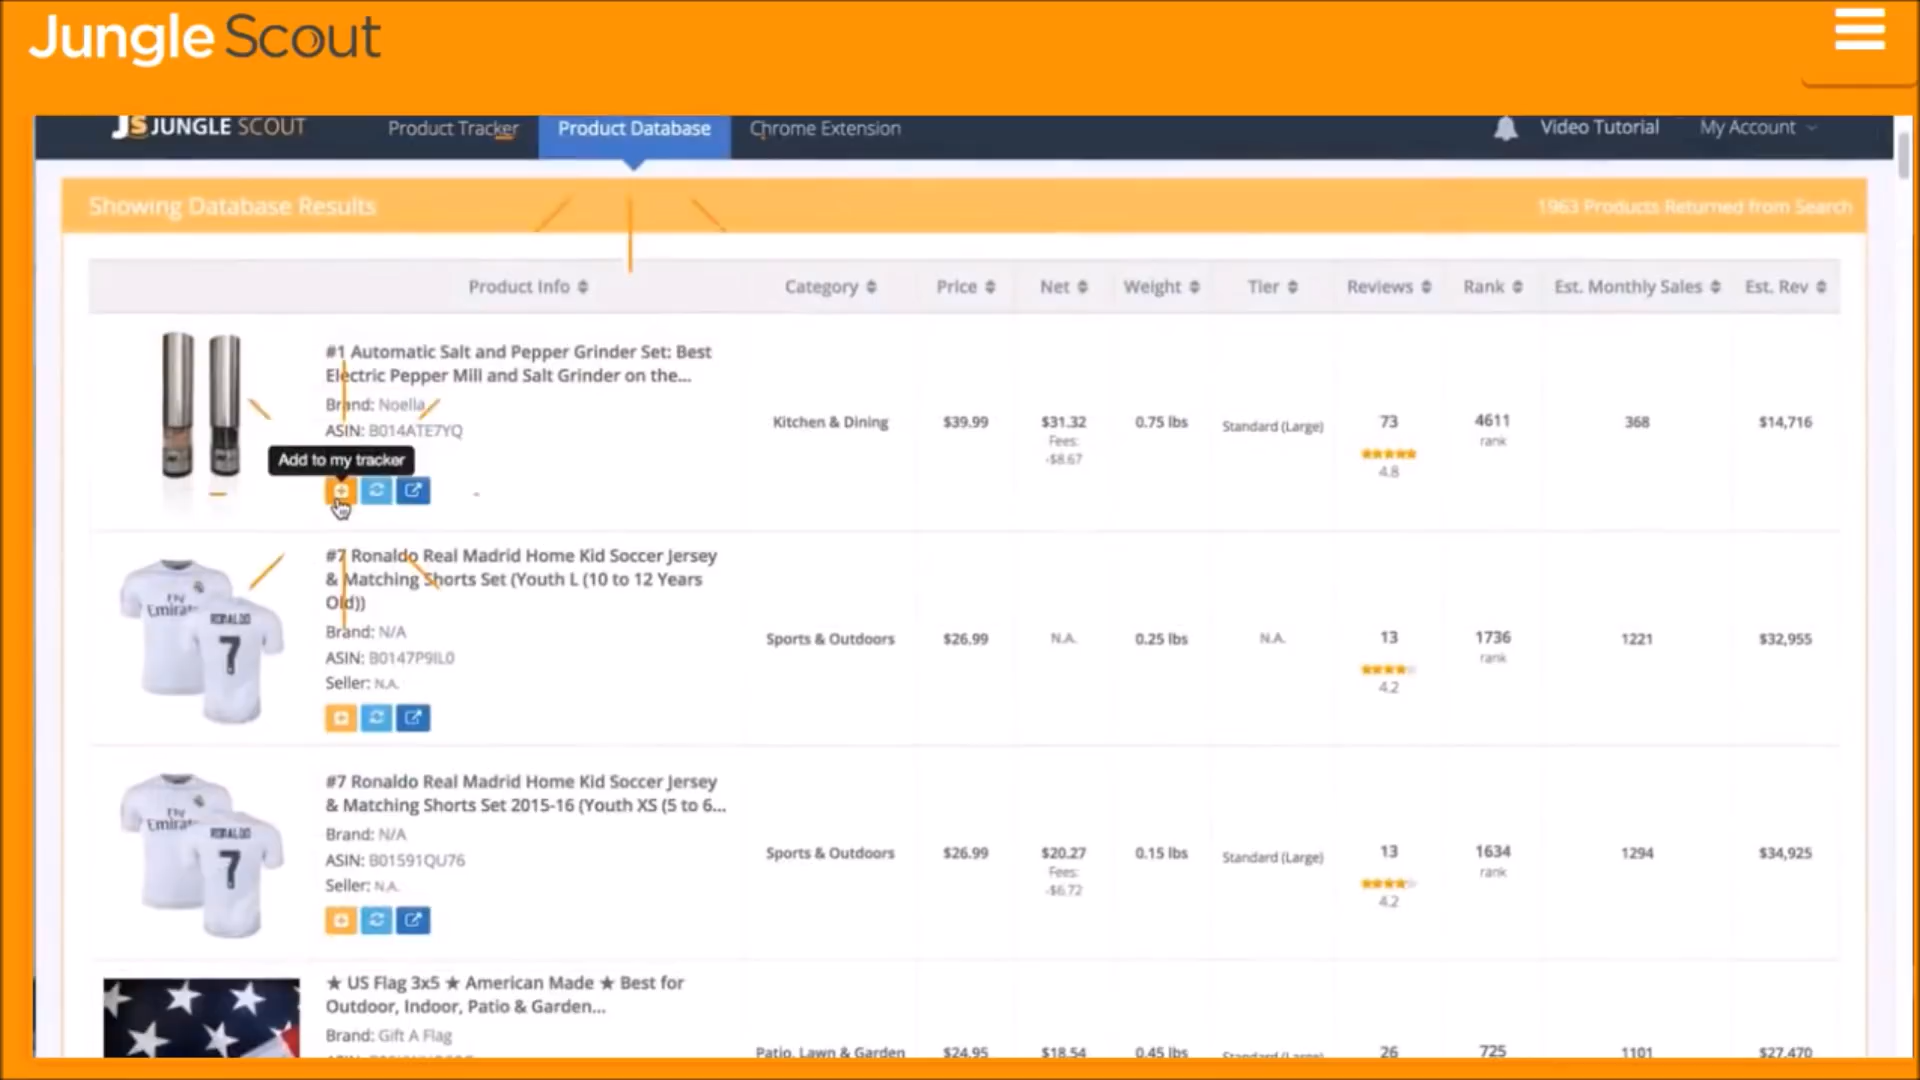 Jungle Scout
JS JUNGLE SCOUT
Product Tracker
Product Database
Chrome Extension
Video Tutorial
My Account
Showing Database Results
1963 Products Returned from Search
Product Info
Category
Price
Net
Weight
Tier
Reviews
Rank
Est. Monthly Sales
Est. Rev
#1 Automatic Salt and Pepper Grinder Set: Best
Electric Pepper Mill and Salt Grinder on the...
Brand: Noella
ASIN: B014ATE7YQ
Add to my tracker
Kitchen & Dining
$39.99
$31.32
Fees:
-$8.67
0.75 lbs
Standard (Large)
73
4.8
4611
rank
368
$14,716
#7 Ronaldo Real Madrid Home Kid Soccer Jersey
& Matching Shorts Set (Youth L (10 to 12 Years
Old))
Brand: N/A
ASIN: B0147P9IL0
Seller: N.A.
Fly
Emirat
RONALDO
7
Sports & Outdoors
$26.99
N.A.
0.25 lbs
N.A.
13
4.2
1736
rank
1221
$32,955
#7 Ronaldo Real Madrid Home Kid Soccer Jersey
& Matching Shorts Set 2015-16 (Youth XS (5 to 6...
Brand: N/A
ASIN: B01591QU76
Seller: N.A.
Fly
Emirat
RONALDO
7
Sports & Outdoors
$26.99
$20.27
Fees:
-$6.72
0.15 lbs
Standard (Large)
13
4.2
1634
rank
1294
$34,925
★ US Flag 3x5 ★ American Made ★ Best for
Outdoor, Indoor, Patio & Garden...
Brand: Gift A Flag
Patio, Lawn & Garden
$24.95
$18.54
0.45 lbs
Standard (Large)
26
725
1101
$27,470